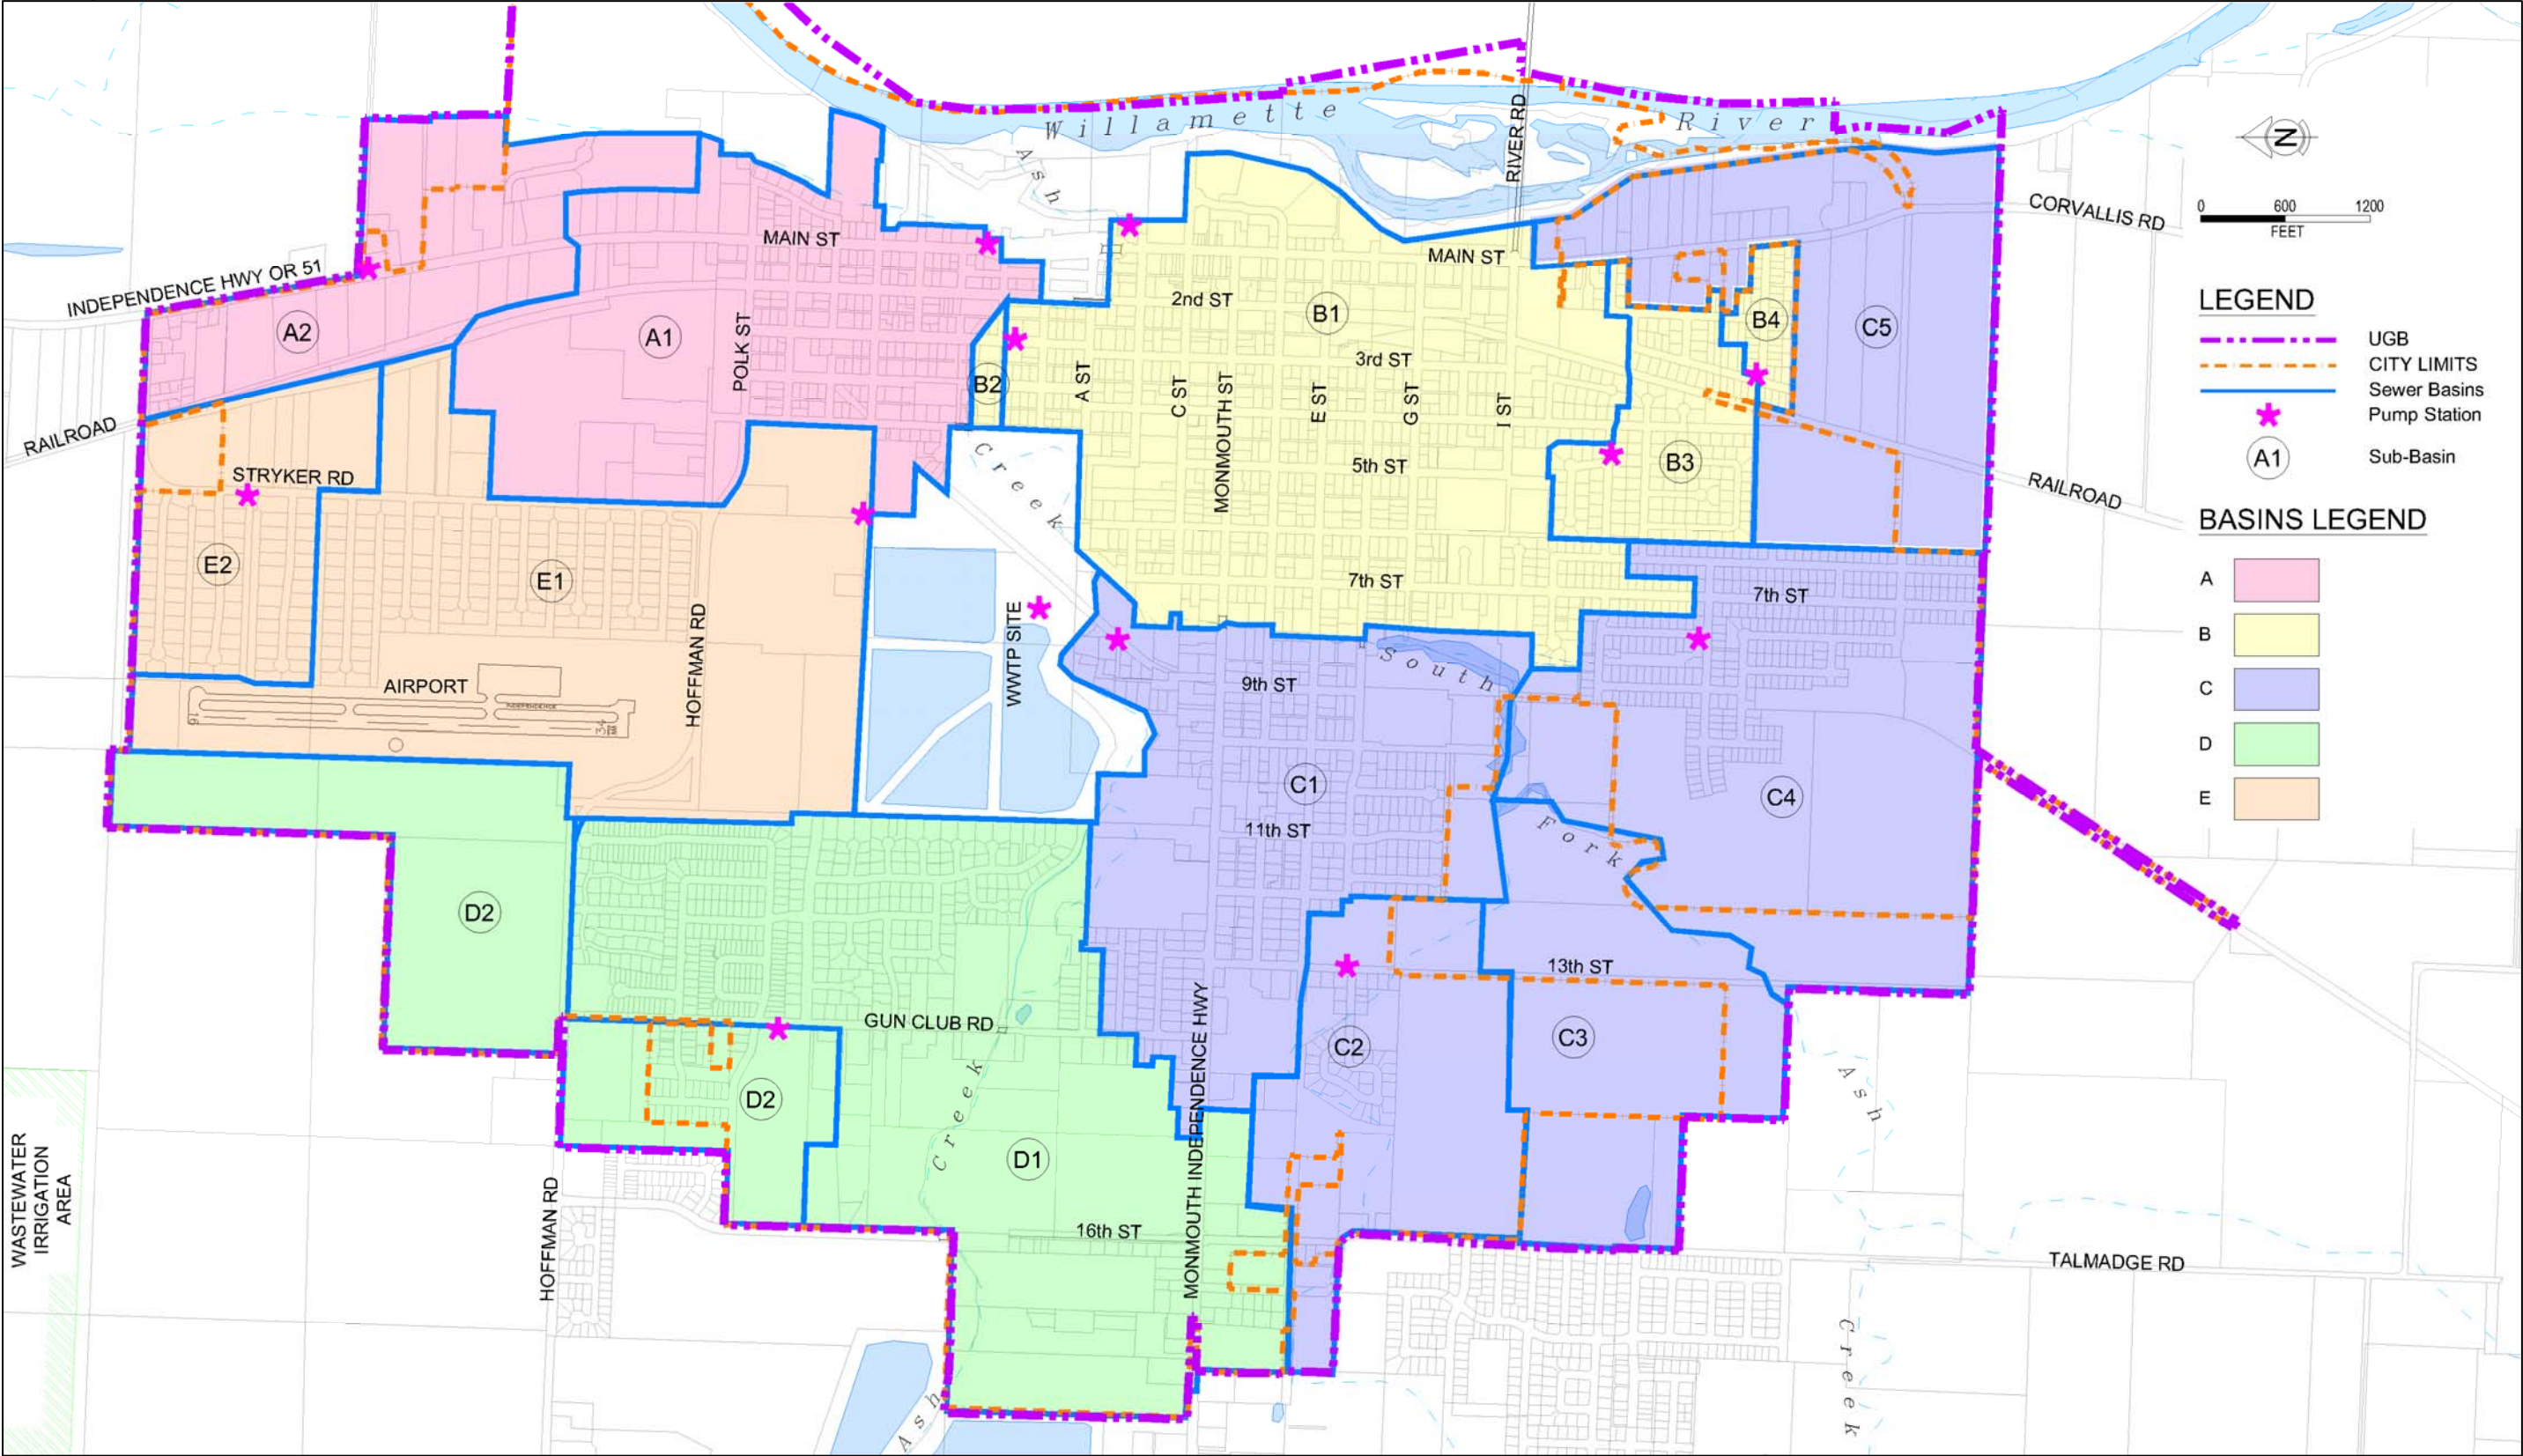 Willamette
River
RIVER RD
Ash
N
0 600 1200
FEET
CORVALLIS RD
INDEPENDENCE HWY OR 51
MAIN ST
MAIN ST
2nd ST
A2
A1
POLK ST
B2
A ST
C ST
MONMOUTH ST
B1
3rd ST
E ST
G ST
I ST
B4
C5
RAILROAD
STRYKER RD
Creek
5th ST
B3
RAILROAD
E2
E1
HOFFMAN RD
WWTP SITE
7th ST
7th ST
AIRPORT
INDEPENDENCE
16
34
9th ST
South
Fork
C1
C4
11th ST
D2
GUN CLUB RD
13th ST
C2
C3
D2
D1
Creek
MONMOUTH INDEPENDENCE HWY
16th ST
Ash
Creek
TALMADGE RD
HOFFMAN RD
WASTEWATER
IRRIGATION
AREA
Ash
LEGEND
UGB
CITY LIMITS
Sewer Basins
Pump Station
A1 Sub-Basin
BASINS LEGEND
A
B
C
D
E